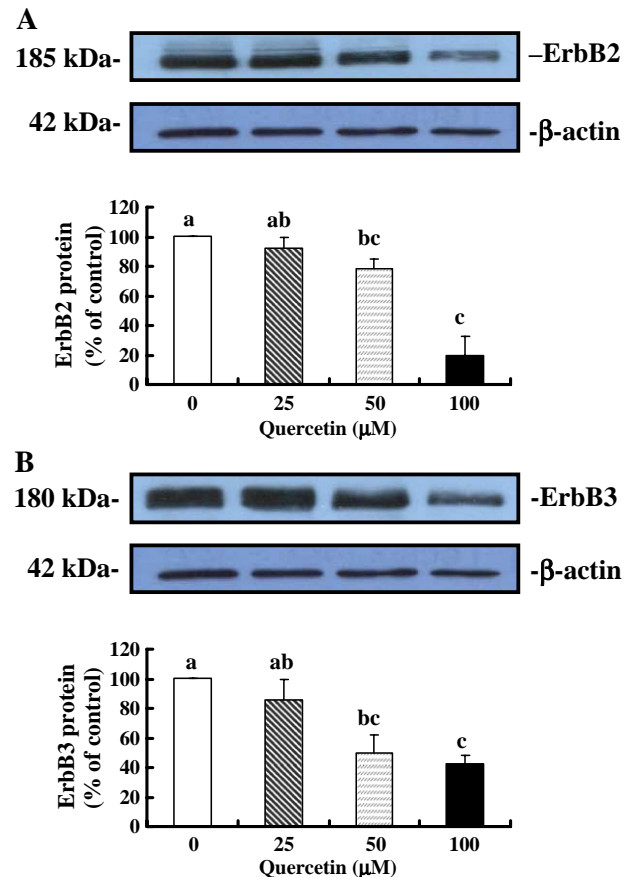 A
185 kDa- –ErbB2
42 kDa- -β-actin
120
100
80
60
40
20
0
ErbB2 protein
(% of control)
a ab bc c
0 25 50 100
Quercetin (μM)
B
180 kDa- -ErbB3
42 kDa- -β-actin
120
100
80
60
40
20
0
ErbB3 protein
(% of control)
a ab bc c
0 25 50 100
Quercetin (μM)